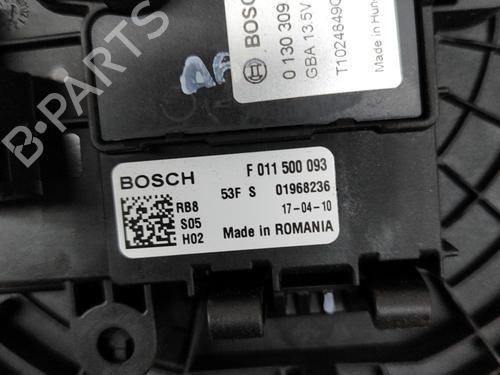 BOSCH
0 130 309
GBA 13.5V
T1024849
Made in Hun
BOSCH
F 011 500 093
53F S 01968236
RB8
S05
H02
17-04-10
Made in ROMANIA
B-PARTS